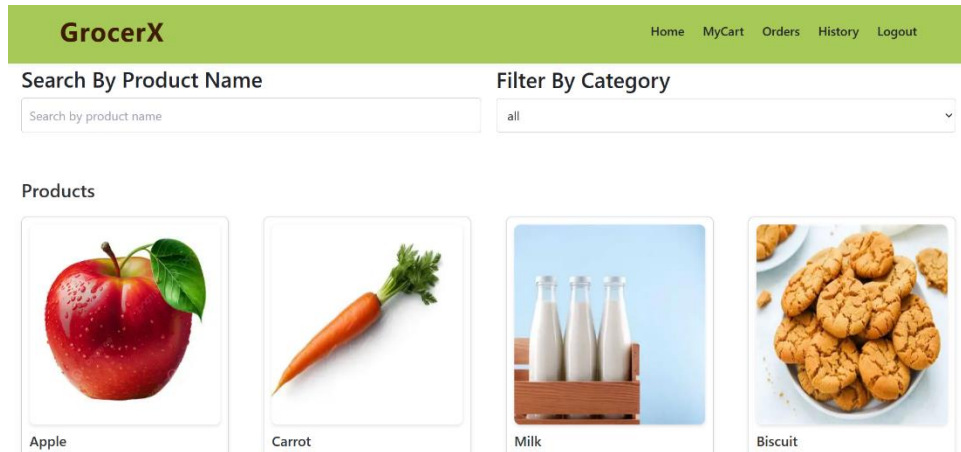 GrocerX
Home MyCart Orders History Logout
Search By Product Name
Filter By Category
Search by product name
all
Products
Apple
Carrot
Milk
Biscuit